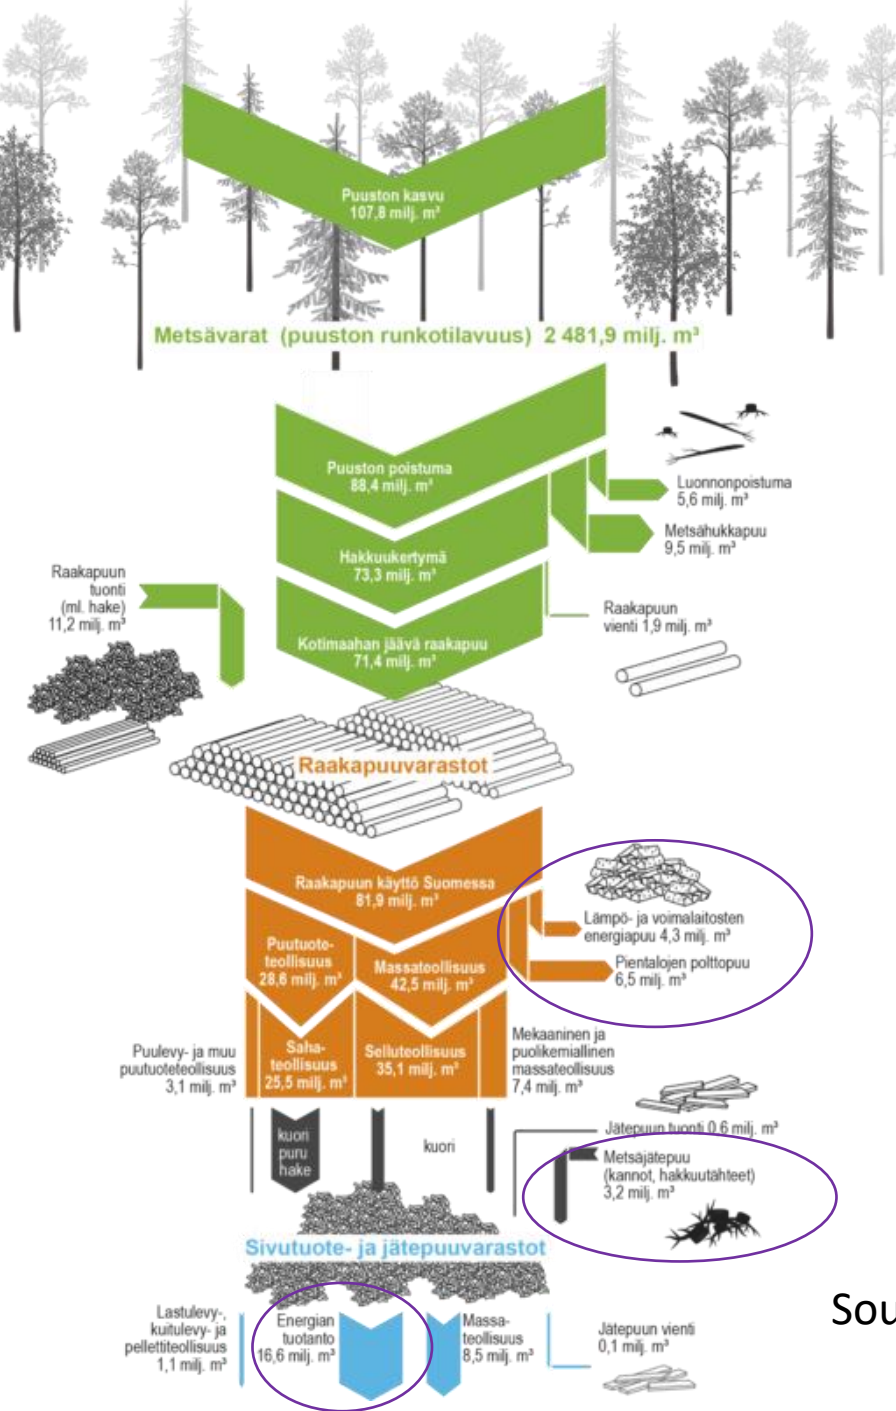 Puuston kasvu
107,8 milj. m³
Metsävarat (puuston runkotilavuus) 2 481,9 milj. m³
Puuston poistuma
88,4 milj. m³
Luonnonpoistuma
5,6 milj. m³
Metsähukkapuu
9,5 milj. m³
Hakkuukertymä
73,3 milj. m³
Raakapuun
tuonti
(ml. hake)
11,2 milj. m³
Raakapuun
vienti 1,9 milj. m³
Kotimaahan jäävä raakapuu
71,4 milj. m³
Raakapuuvarastot
Raakapuun käyttö Suomessa
81,9 milj. m³
Lämpö- ja voimalaitosten
energiapuu 4,3 milj. m³
Pientalojen polttopuu
6,5 milj. m³
Puutuote-
teollisuus
28,6 milj. m³
Massateollisuus
42,5 milj. m³
Puulevy- ja muu
puutuoteteollisuus
3,1 milj. m³
Saha-
teollisuus
25,5 milj. m³
Selluteollisuus
35,1 milj. m³
Mekaaninen ja
puolikemiallinen
massateollisuus
7,4 milj. m³
kuori
puru
hake
kuori
Jätepuun tuonti 0,6 milj. m³
Metsäjätepuu
(kannot, hakkuutähteet)
3,2 milj. m³
Sivutuote- ja jätepuuvarastot
Lastulevy-,
kuitulevy- ja
pellettiteollisuus
1,1 milj. m³
Energian
tuotanto
16,6 milj. m³
Massa-
teollisuus
8,5 milj. m³
Jätepuun vienti
0,1 milj. m³
Sou